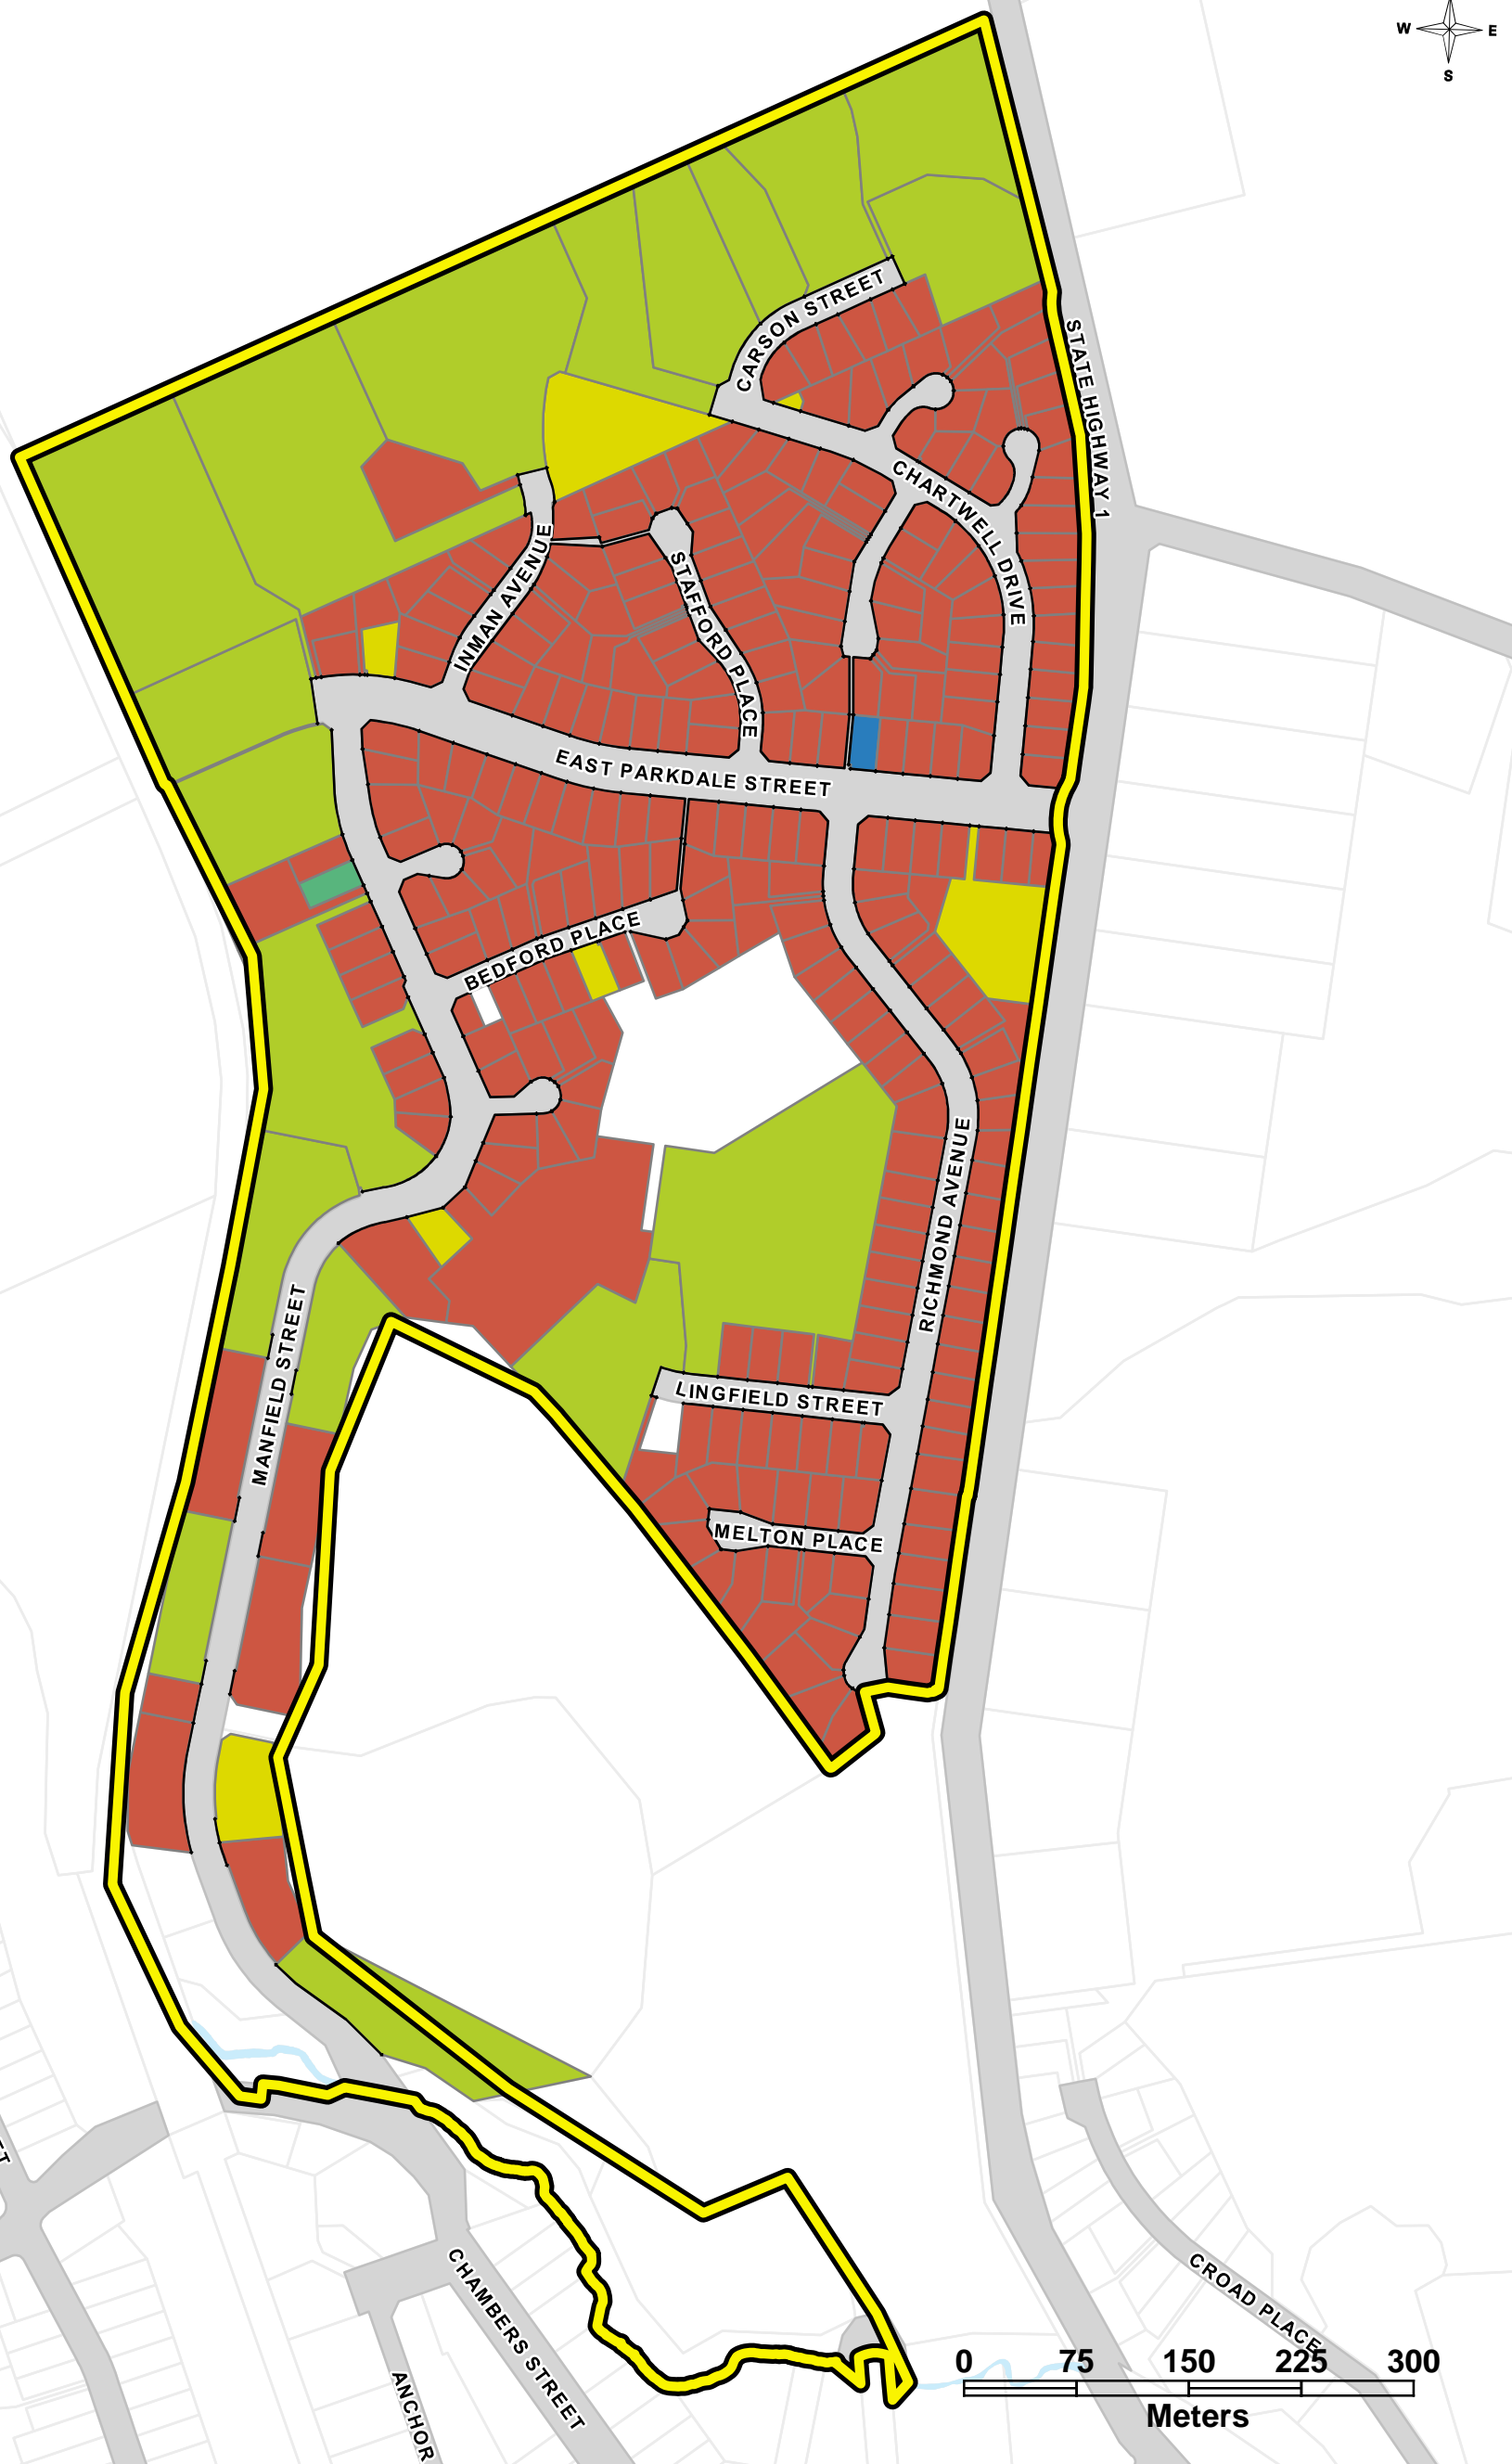 W
E
S
CARSON STREET
STATE HIGHWAY 1
CHARTWELL DRIVE
INMAN AVENUE
STAFFORD PLACE
EAST PARKDALE STREET
BEDFORD PLACE
RICHMOND AVENUE
MANFIELD STREET
LINGFIELD STREET
MELTON PLACE
CHAMBERS STREET
CROAD PLACE
ANCHOR
0 75 150 225 300
Meters